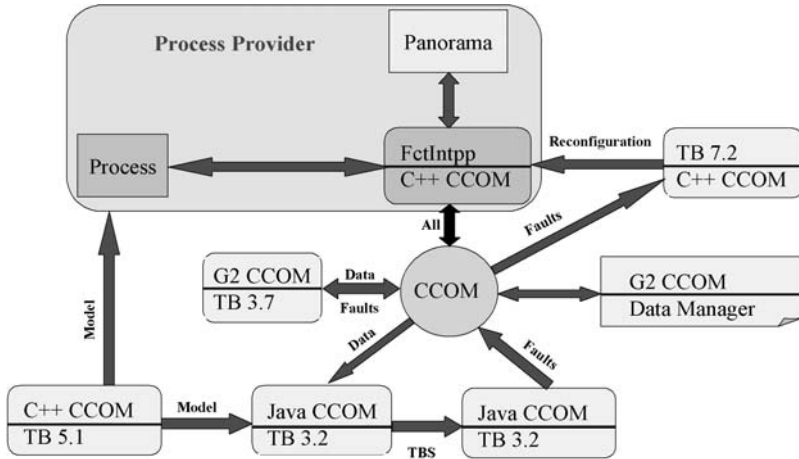 Process Provider
Panorama
Process
FctIntpp
C++ CCOM
Reconfiguration
TB 7.2
C++ CCOM
All
Faults
G2 CCOM
TB 3.7
Data
Faults
CCOM
G2 CCOM
Data Manager
Model
Data
Faults
C++ CCOM
TB 5.1
Model
Java CCOM
TB 3.2
TBS
Java CCOM
TB 3.2